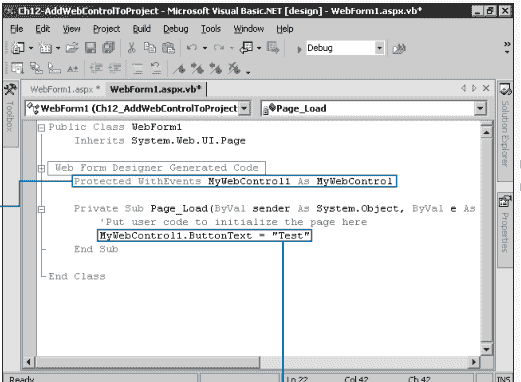 Ch12-AddWebControlToProject - Microsoft Visual Basic.NET [design] - WebForm1.aspx.vb*
File Edit View Project Build Debug Tools Window Help
Debug
WebForm1.aspx* WebForm1.aspx.vb*
WebForm1 (Ch12_AddWebControlToProject Page_Load
Toolbox
Solution Explorer
Properties
Public Class WebForm1
Inherits System.Web.UI.Page
Web Form Designer Generated Code
Protected WithEvents MyWebControl1 As MyWebControl
Private Sub Page_Load(ByVal sender As System.Object, ByVal e As
'Put user code to initialize the page here
MyWebControl1.ButtonText = "Test"
End Sub
End Class
Ready Ln 22 Col 42 Ch 42 INS